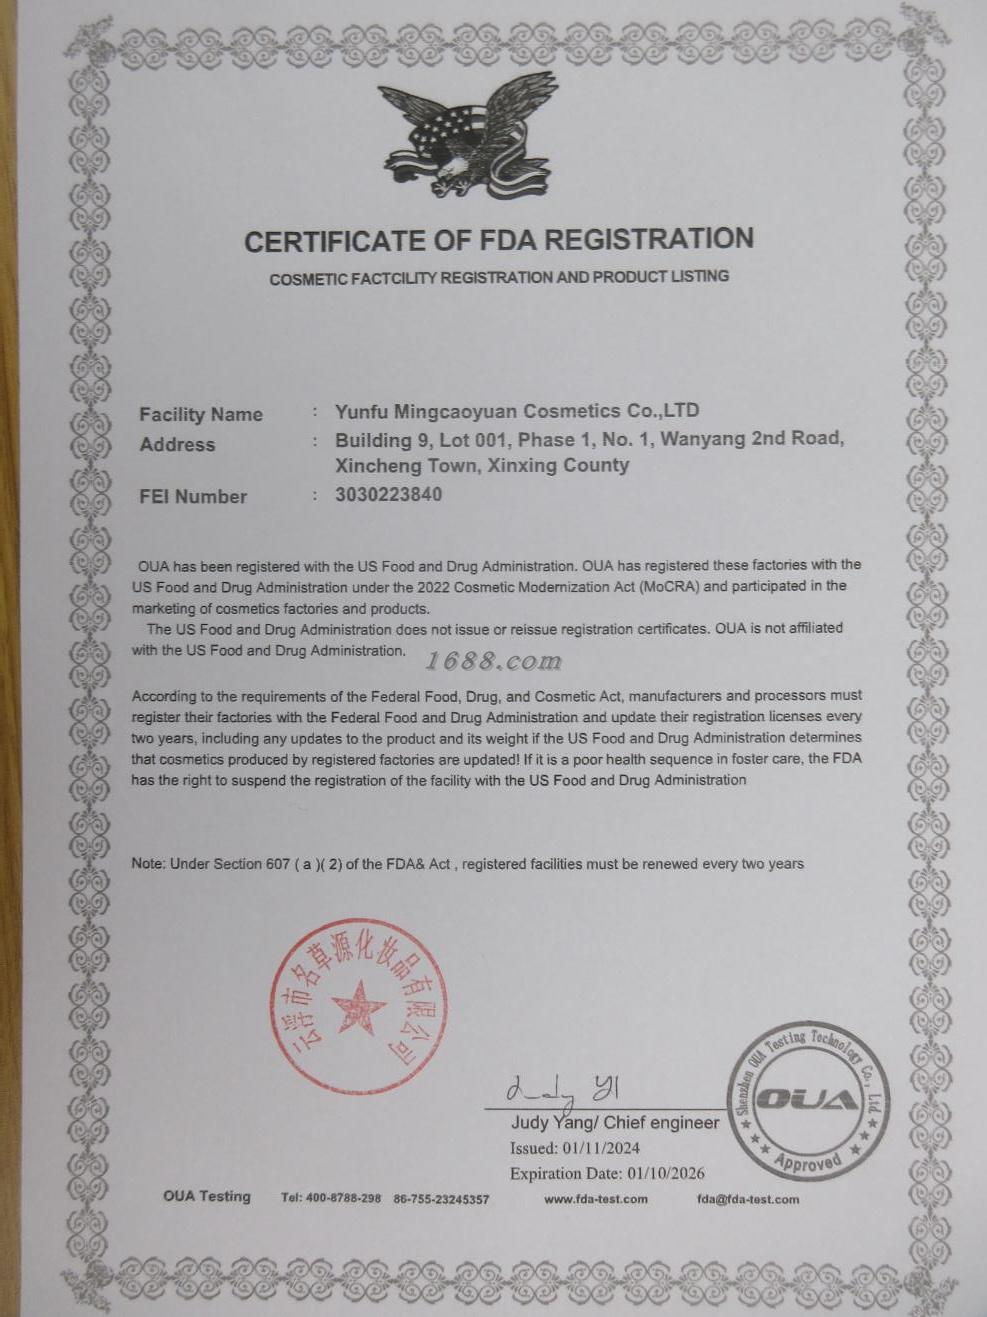 CERTIFICATE OF FDA REGISTRATION
COSMETIC FACTCILITY REGISTRATION AND PRODUCT LISTING
Facility Name : Yunfu Mingcaoyuan Cosmetics Co.,LTD
Address : Building 9, Lot 001, Phase 1, No. 1, Wanyang 2nd Road,
Xincheng Town, Xinxing County
FEI Number : 3030223840
OUA has been registered with the US Food and Drug Administration. OUA has registered these factories with the
US Food and Drug Administration under the 2022 Cosmetic Modernization Act (MoCRA) and participated in the
marketing of cosmetics factories and products.
The US Food and Drug Administration does not issue or reissue registration certificates. OUA is not affiliated
with the US Food and Drug Administration.
1688.com
According to the requirements of the Federal Food, Drug, and Cosmetic Act, manufacturers and processors must
register their factories with the Federal Food and Drug Administration and update their registration licenses every
two years, including any updates to the product and its weight if the US Food and Drug Administration determines
that cosmetics produced by registered factories are updated! If it is a poor health sequence in foster care, the FDA
has the right to suspend the registration of the facility with the US Food and Drug Administration
Note: Under Section 607 ( a )( 2) of the FDA& Act , registered facilities must be renewed every two years
云浮市名草源化妆品有限公司
Shenzhen OUA Testing Technology Co., Ltd.
OUA
Approved
Judy Yang/ Chief engineer
Issued: 01/11/2024
Expiration Date: 01/10/2026
OUA Testing Tel: 400-8788-298 86-755-23245357 www.fda-test.com fda@fda-test.com